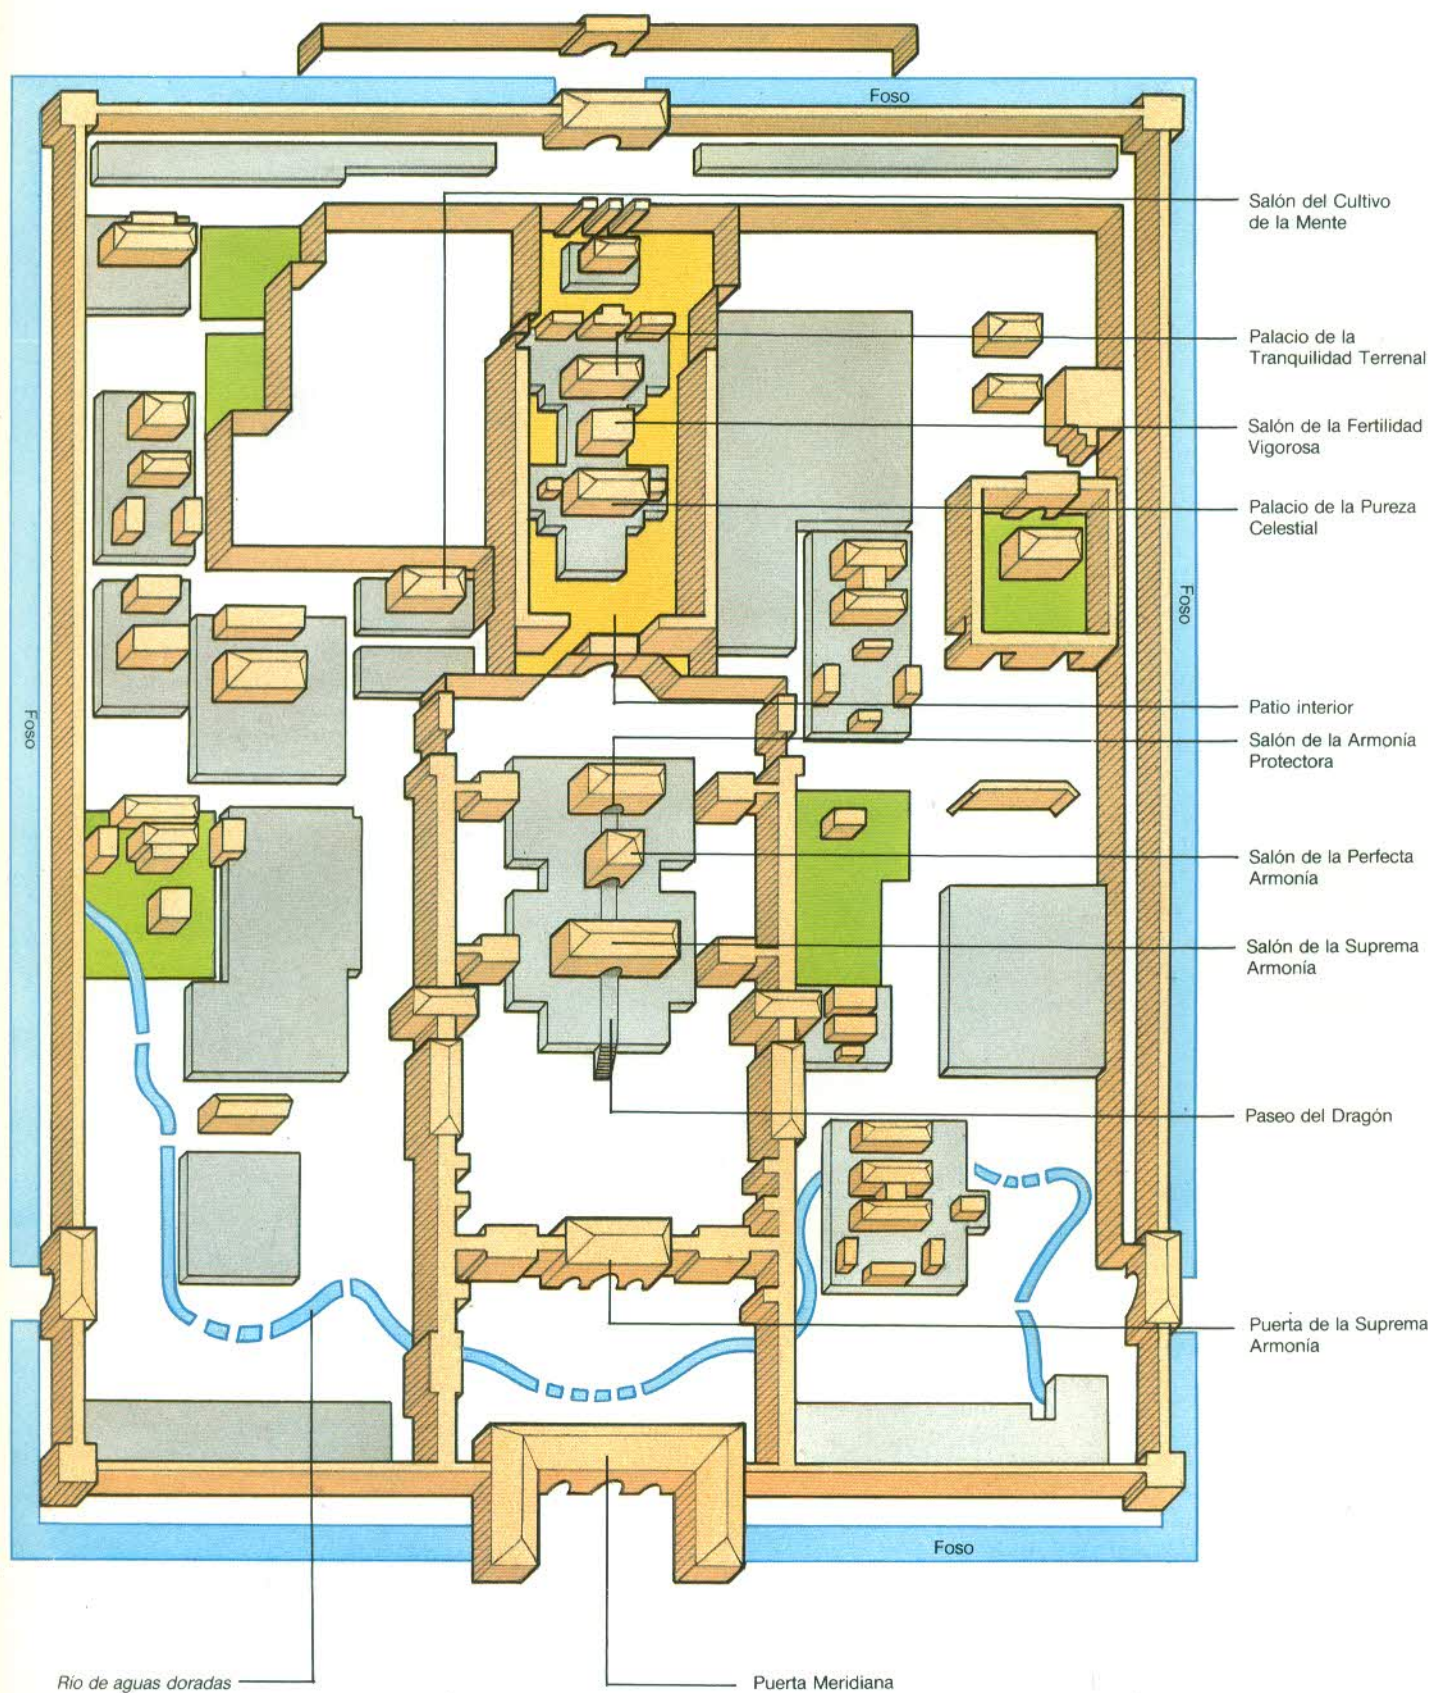 Foso
Salón del Cultivo
de la Mente
Palacio de la
Tranquilidad Terrenal
Salón de la Fertilidad
Vigorosa
Palacio de la Pureza
Celestial
Foso
Foso
Patio interior
Salón de la Armonía
Protectora
Salón de la Perfecta
Armonía
Salón de la Suprema
Armonía
Paseo del Dragón
Puerta de la Suprema
Armonía
Foso
Río de aguas doradas
Puerta Meridiana